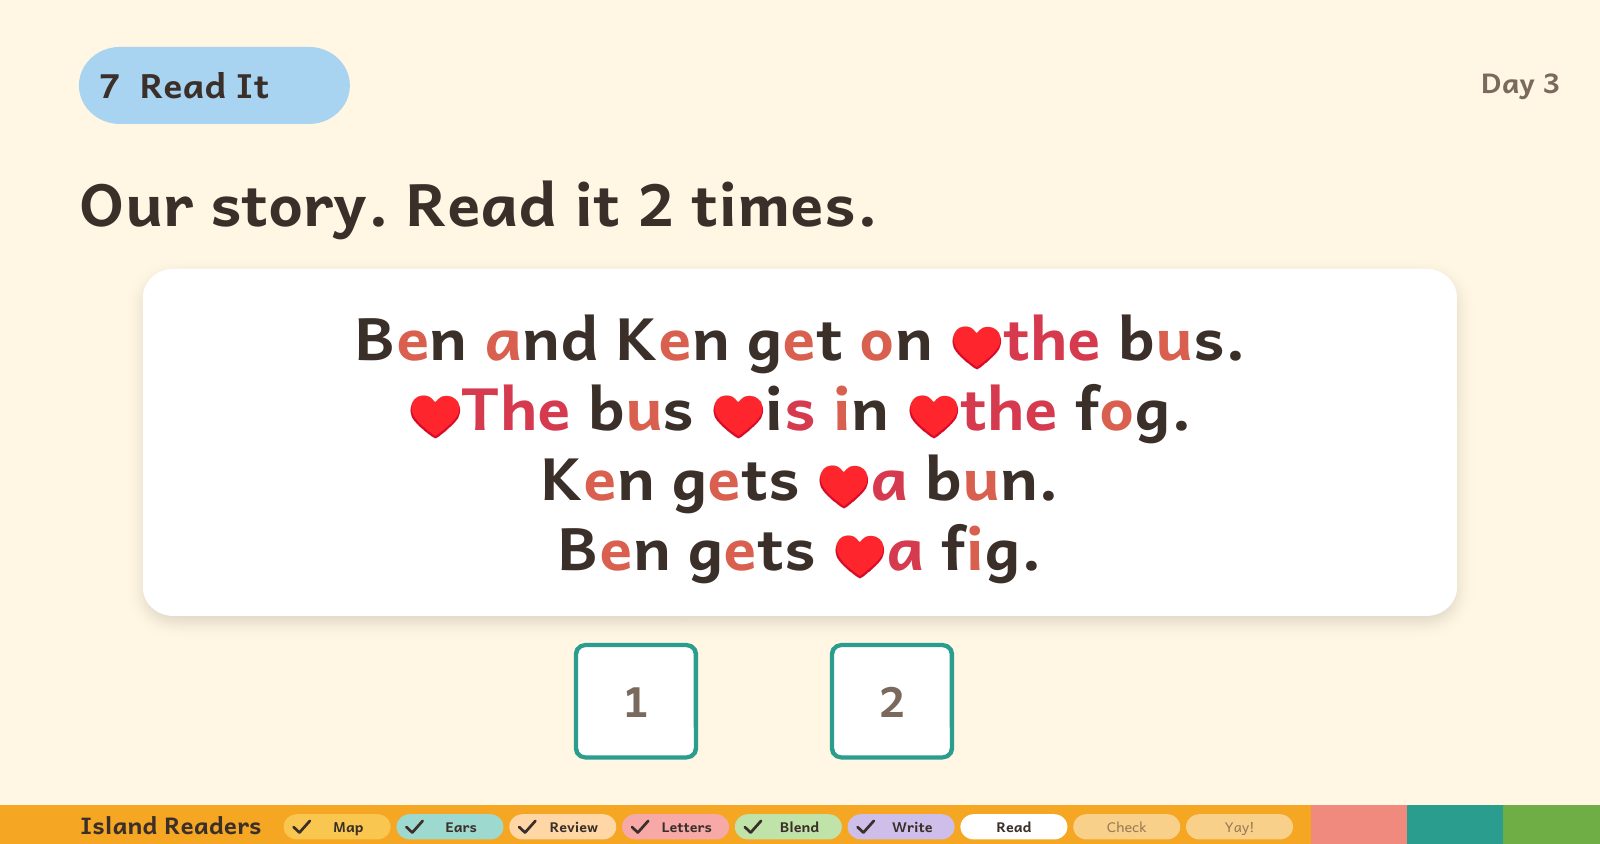 7 Read It
Day 3
Our story. Read it 2 times.
Ben and Ken get on ❤the bus.
❤The bus ❤is in ❤the fog.
Ken gets ❤a bun.
Ben gets ❤a fig.
1
2
Island Readers
✓ Map
✓ Ears
✓ Review
✓ Letters
✓ Blend
✓ Write
Read
Check
Yay!